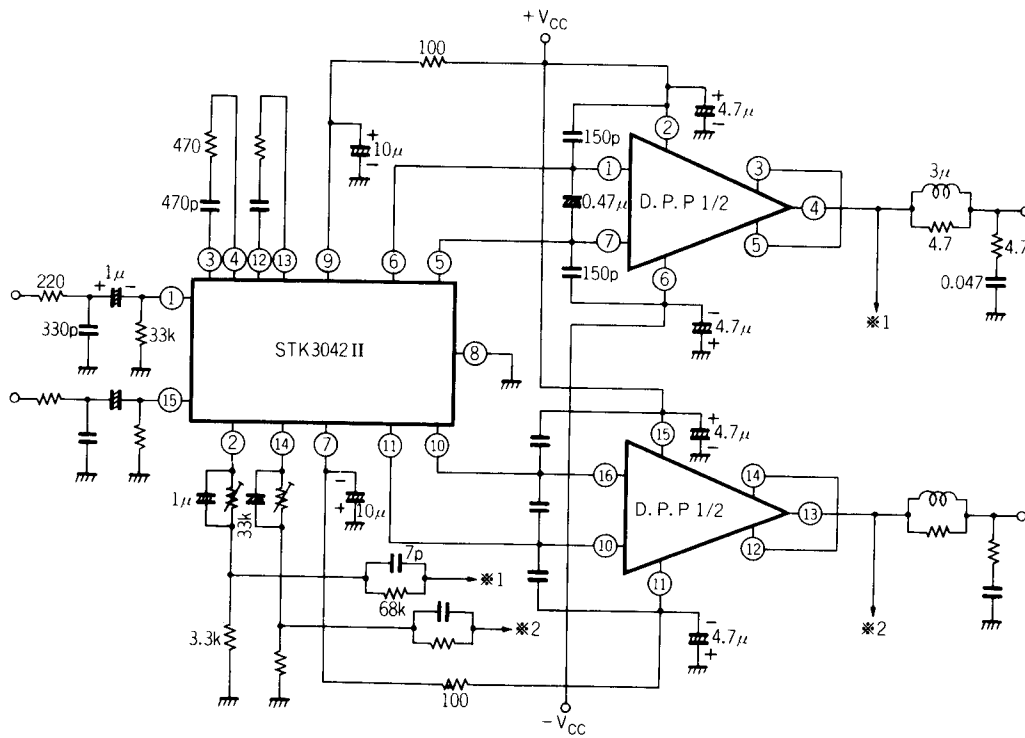 +V_CC
100
+
4.7μ
−
②
470
150p
+
10μ
−
①
③
3μ
470p
0.47μ
D.P.P 1/2
④
⑦
⑤
4.7
4.7
③ ④ ⑫ ⑬ ⑨ ⑥ ⑤
150p
⑥
0.047
1μ
+ −
220
①
−
4.7μ
+
※1
330p
33k
STK3042 II
⑧
⑮
⑮
+
4.7μ
−
② ⑭ ⑦ ⑪ ⑩
⑯
⑭
1μ
33k
−
10μ
+
D.P.P 1/2
⑬
⑩
⑫
7p
⑪
※1
68k
※2
※2
3.3k
−
4.7μ
+
100
−V_CC